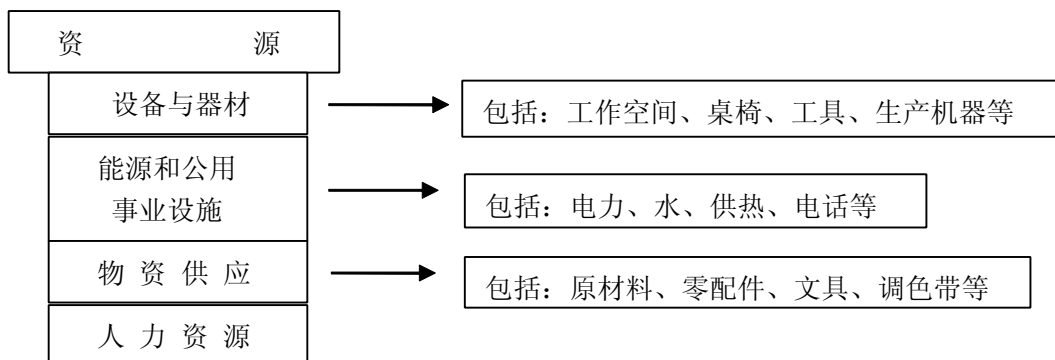 资 源
设备与器材
包括：工作空间、桌椅、工具、生产机器等
能源和公用
事业设施
包括：电力、水、供热、电话等
物 资 供 应
包括：原材料、零配件、文具、调色带等
人 力 资 源